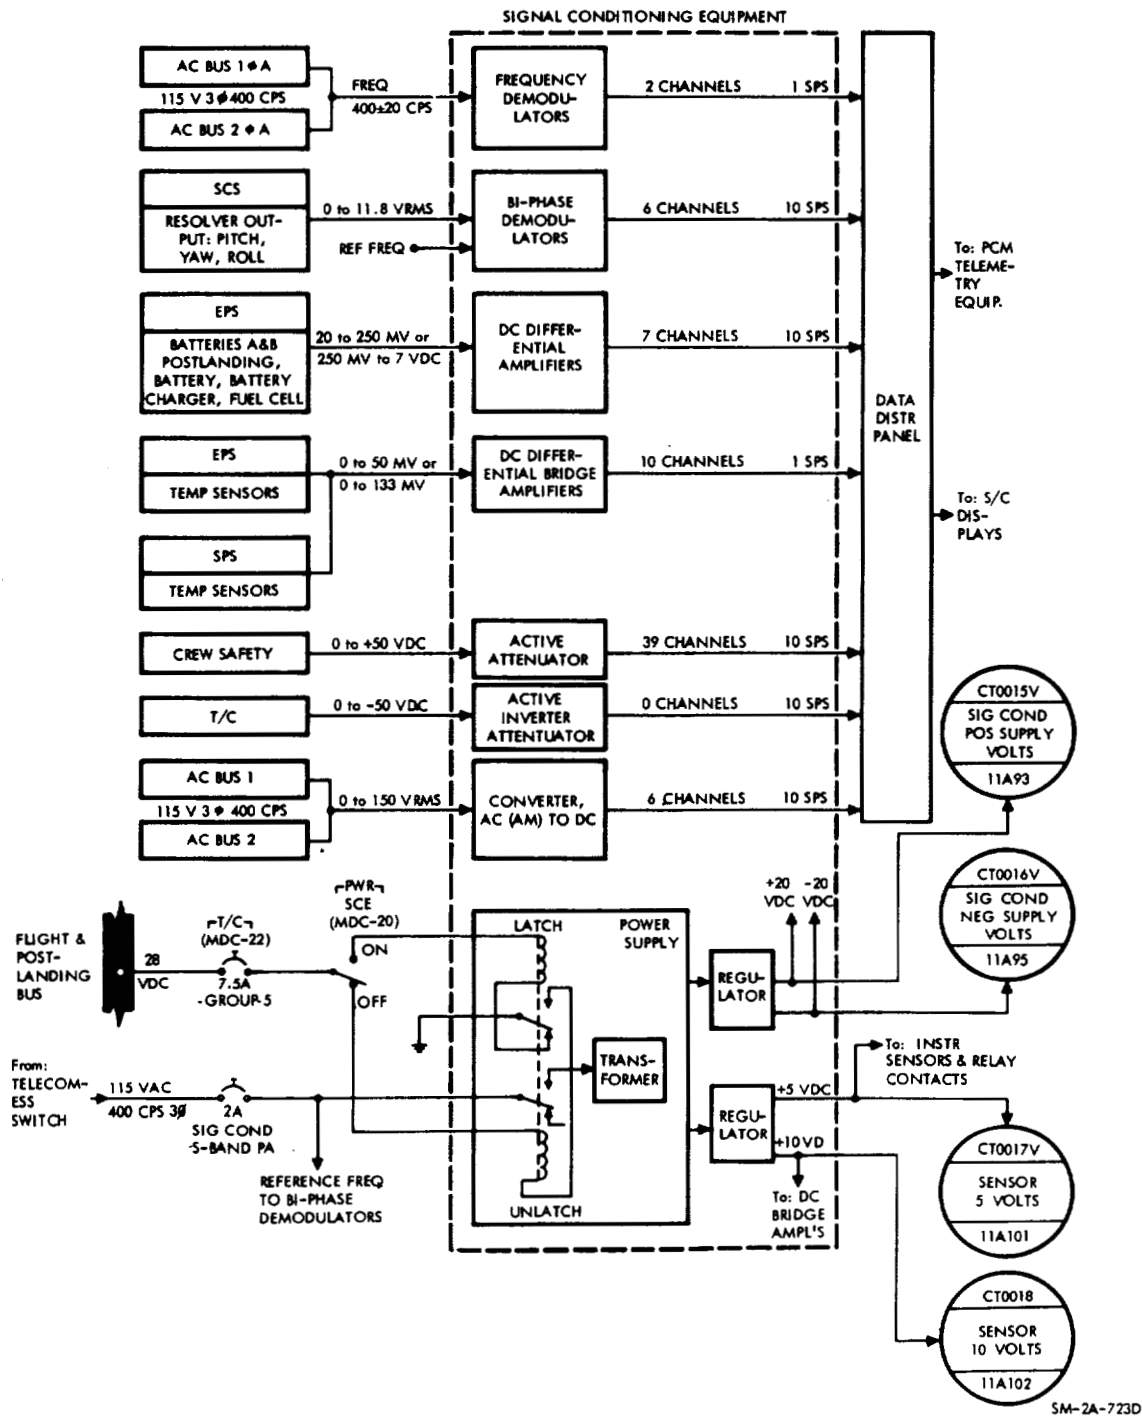 SIGNAL CONDITIONING EQUIPMENT
AC BUS 1 ϕ A
115 V 3 ϕ 400 CPS
AC BUS 2 ϕ A
FREQ
400±20 CPS
FREQUENCY
DEMODU-
LATORS
2 CHANNELS 1 SPS
SCS
RESOLVER OUT-
PUT: PITCH,
YAW, ROLL
0 to 11.8 VRMS
REF FREQ
BI-PHASE
DEMODU-
LATORS
6 CHANNELS 10 SPS
EPS
BATTERIES A&B
POSTLANDING,
BATTERY, BATTERY
CHARGER, FUEL CELL
20 to 250 MV or
250 MV to 7 VDC
DC DIFFER-
ENTIAL
AMPLIFIERS
7 CHANNELS 10 SPS
EPS
TEMP SENSORS
0 to 50 MV or
0 to 133 MV
DC DIFFER-
ENTIAL BRIDGE
AMPLIFIERS
10 CHANNELS 1 SPS
SPS
TEMP SENSORS
CREW SAFETY
0 to +50 VDC
ACTIVE
ATTENUATOR
39 CHANNELS 10 SPS
T/C
0 to -50 VDC
ACTIVE
INVERTER
ATTENTUATOR
0 CHANNELS 10 SPS
AC BUS 1
115 V 3 ϕ 400 CPS
AC BUS 2
0 to 150 VRMS
CONVERTER,
AC (AM) TO DC
6 CHANNELS 10 SPS
DATA
DISTR
PANEL
To: PCM
TELEME-
TRY
EQUIP.
To: S/C
DIS-
PLAYS
CT0015V
SIG COND
POS SUPPLY
VOLTS
11A93
CT0016V
SIG COND
NEG SUPPLY
VOLTS
11A95
+20
VDC
-20
VDC
FLIGHT &
POST-
LANDING
BUS
28
VDC
T/C
(MDC-22)
7.5A
-GROUP-5
PWR
SCE
(MDC-20)
ON
OFF
LATCH
POWER
SUPPLY
TRANS-
FORMER
UNLATCH
REGU-
LATOR
REGU-
LATOR
From:
TELECOM-
ESS
SWITCH
115 VAC
400 CPS 3ϕ
2A
SIG COND
S-BAND PA
REFERENCE FREQ
TO BI-PHASE
DEMODULATORS
To: INSTR
SENSORS & RELAY
CONTACTS
+5 VDC
+10 VD
To: DC
BRIDGE
AMPL'S
CT0017V
SENSOR
5 VOLTS
11A101
CT0018
SENSOR
10 VOLTS
11A102
SM-2A-723D